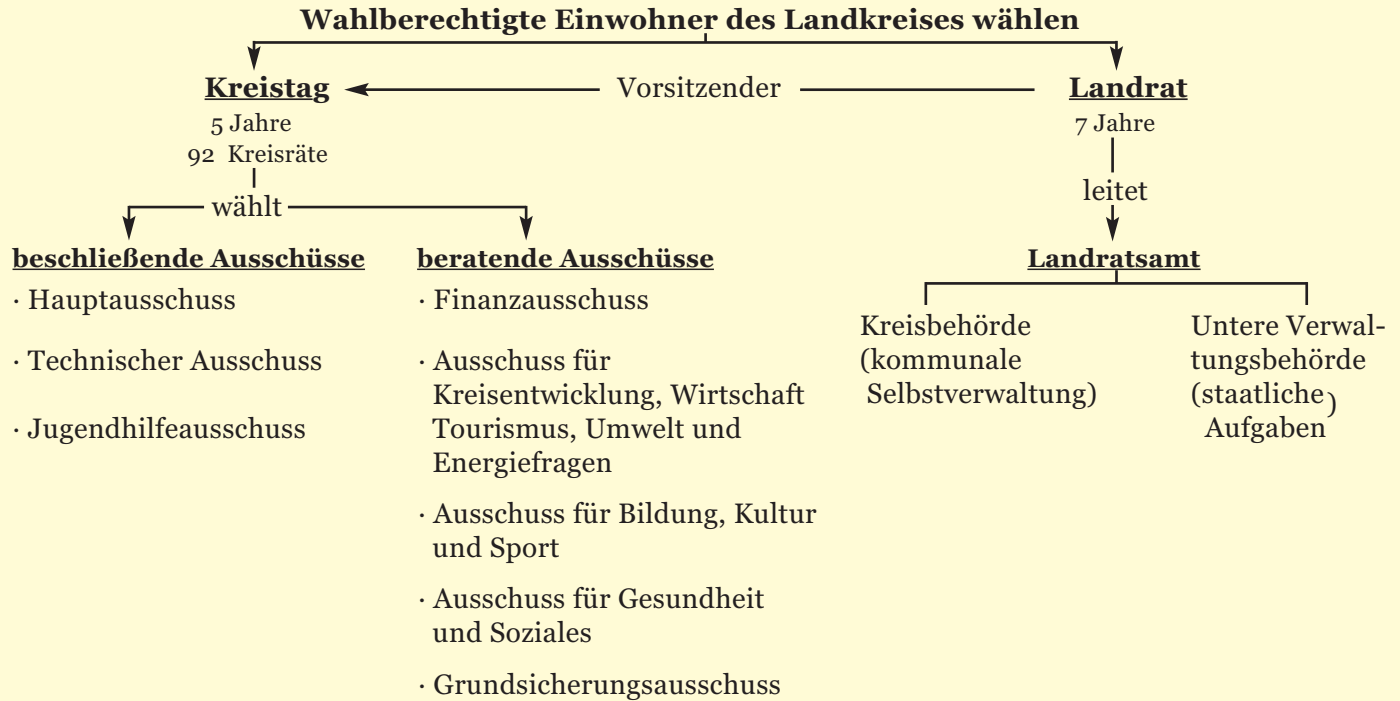 Wahlberechtigte Einwohner des Landkreises wählen
Kreistag
Vorsitzender
Landrat
5 Jahre
92 Kreisräte
7 Jahre
wählt
leitet
beschließende Ausschüsse
· Hauptausschuss
· Technischer Ausschuss
· Jugendhilfeausschuss
beratende Ausschüsse
· Finanzausschuss
· Ausschuss für
Kreisentwicklung, Wirtschaft
Tourismus, Umwelt und
Energiefragen
· Ausschuss für Bildung, Kultur
und Sport
· Ausschuss für Gesundheit
und Soziales
· Grundsicherungsausschuss
Landratsamt
Kreisbehörde
(kommunale
Selbstverwaltung)
Untere Verwal-
tungsbehörde
(staatliche
Aufgaben)